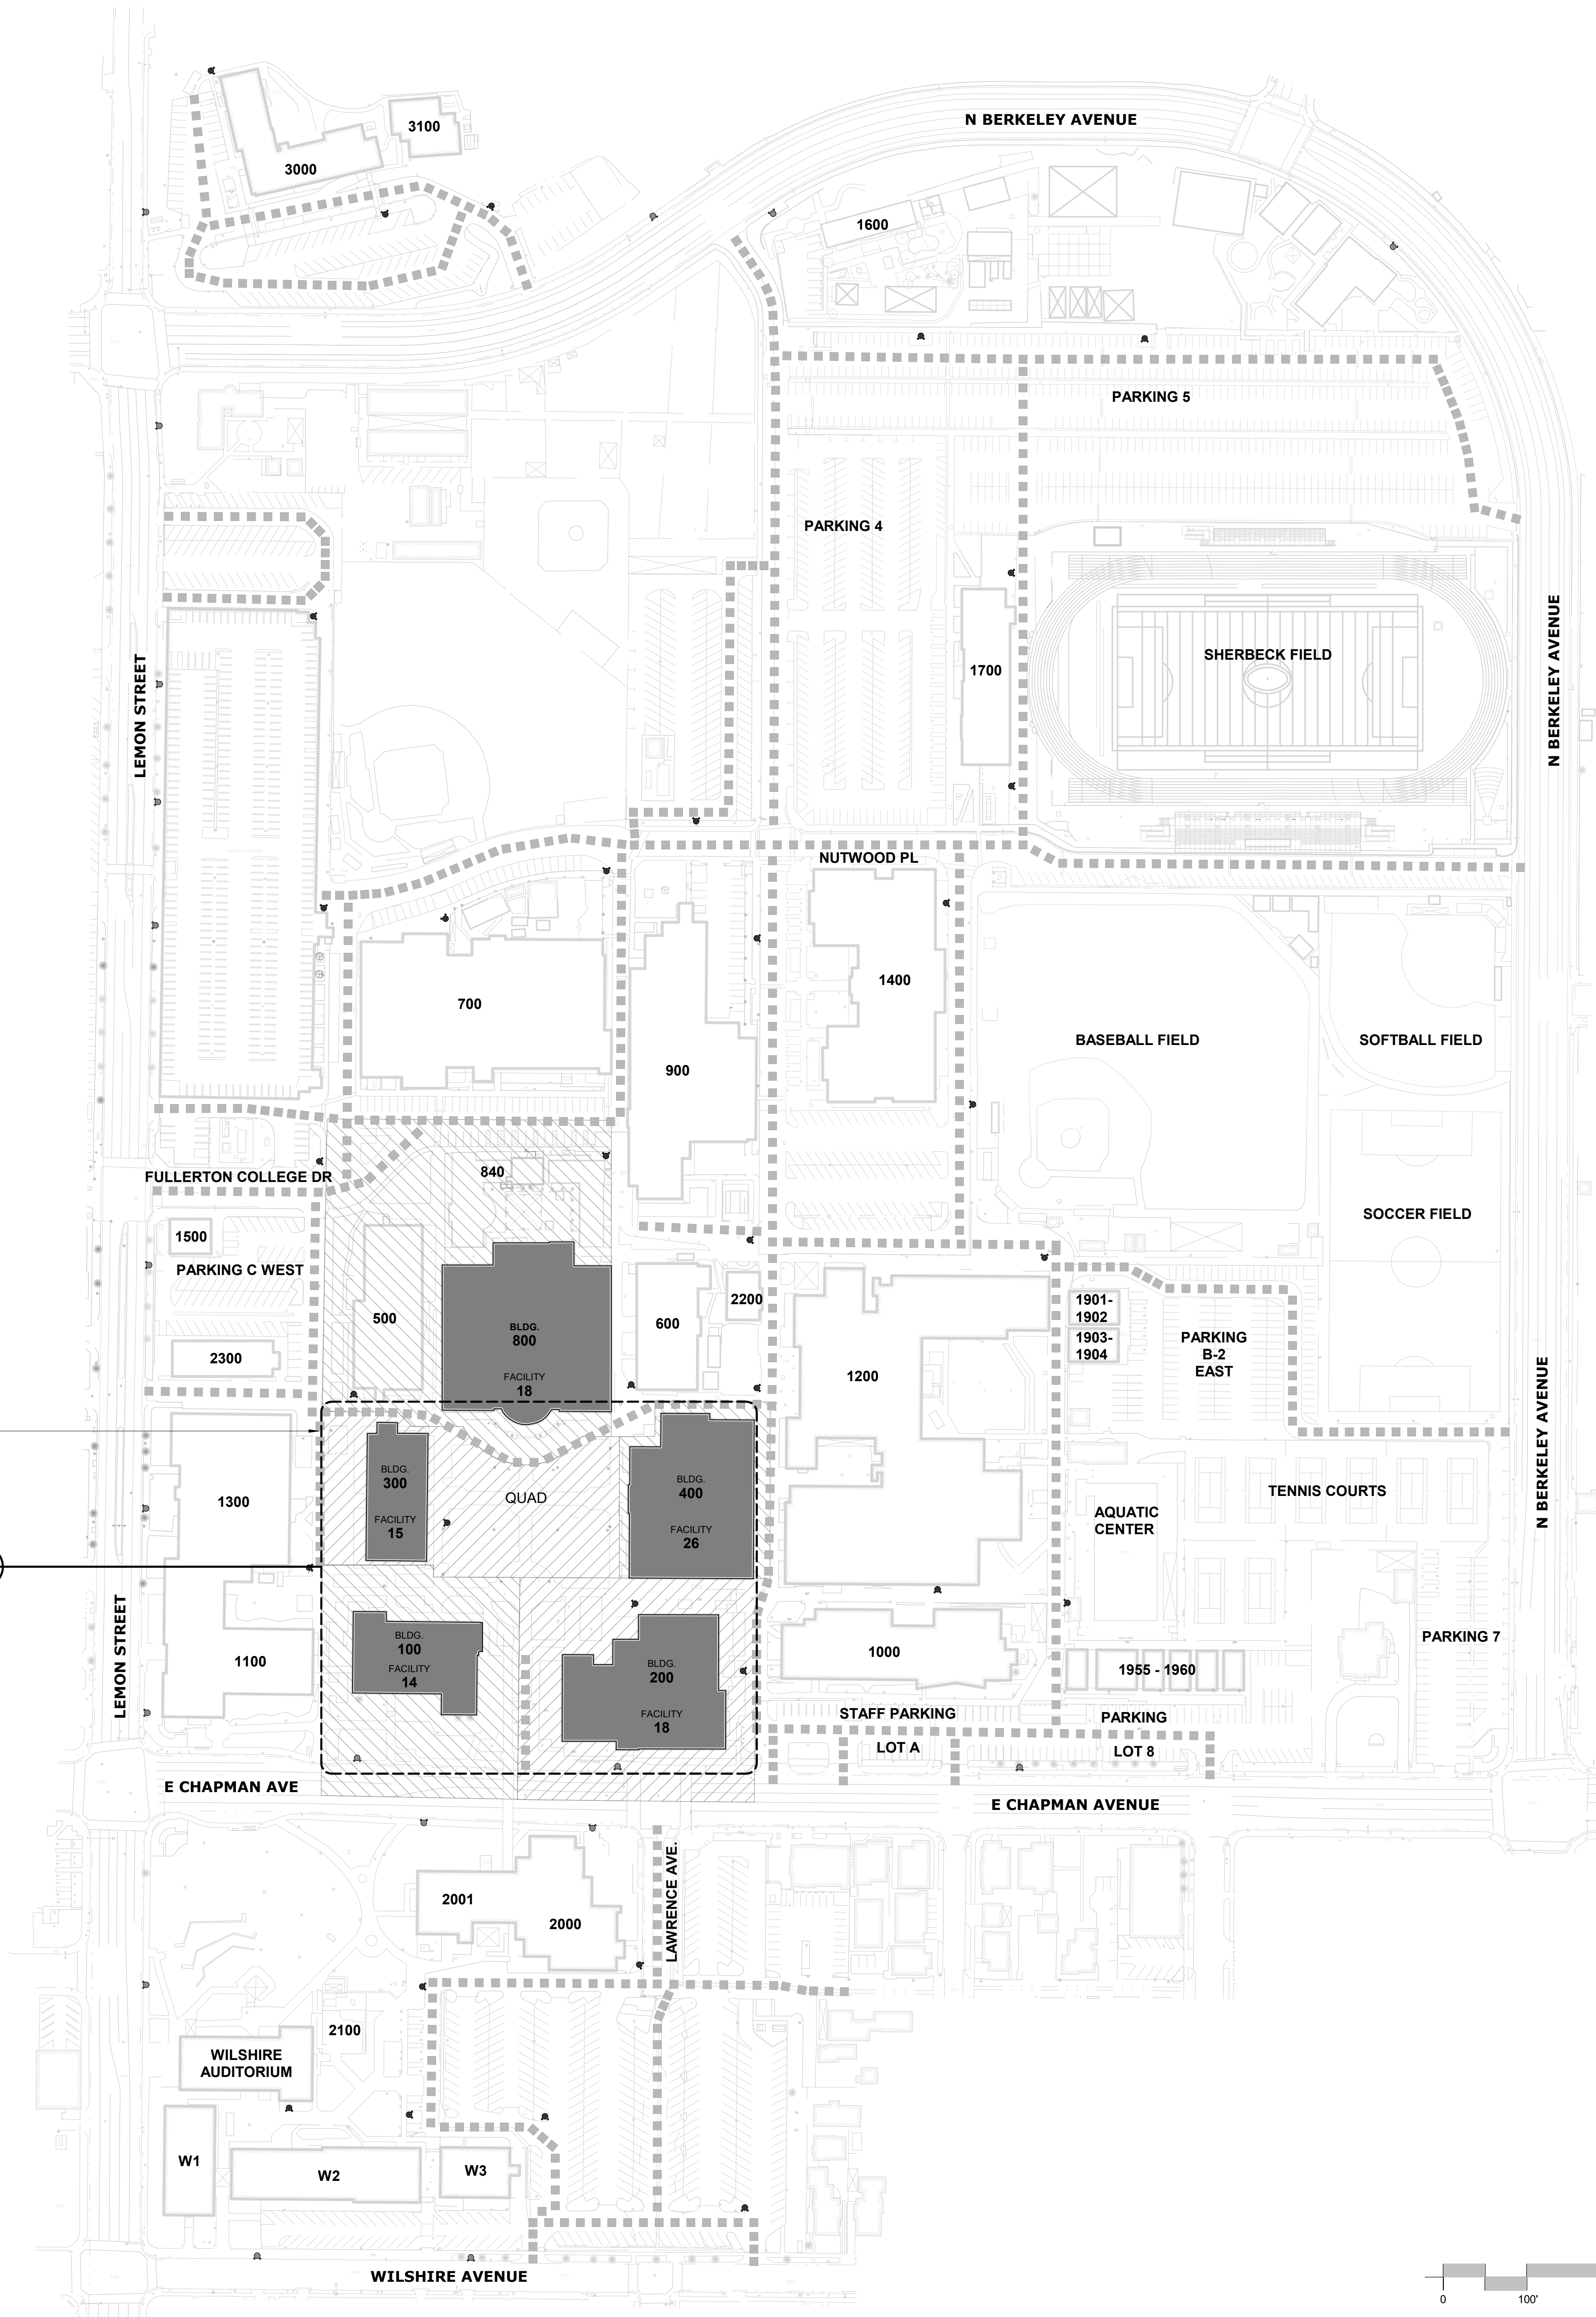 N BERKELEY AVENUE
3100
3000
1600
PARKING 5
PARKING 4
LEMON STREET
1700
SHERBECK FIELD
N BERKELEY AVENUE
NUTWOOD PL
700
900
1400
BASEBALL FIELD
SOFTBALL FIELD
FULLERTON COLLEGE DR
840
1500
PARKING C WEST
SOCCER FIELD
500
BLDG.
800
FACILITY
18
600
2200
1901-
1902
1903-
1904
PARKING
B-2
EAST
2300
1200
N BERKELEY AVENUE
1300
BLDG.
300
FACILITY
15
QUAD
BLDG.
400
FACILITY
26
AQUATIC
CENTER
TENNIS COURTS
LEMON STREET
1100
BLDG.
100
FACILITY
14
BLDG.
200
FACILITY
18
1000
1955 - 1960
PARKING 7
STAFF PARKING
LOT A
PARKING
LOT 8
E CHAPMAN AVE
E CHAPMAN AVENUE
2001
2000
LAWRENCE AVE.
2100
WILSHIRE
AUDITORIUM
W1
W2
W3
WILSHIRE AVENUE
0
100'